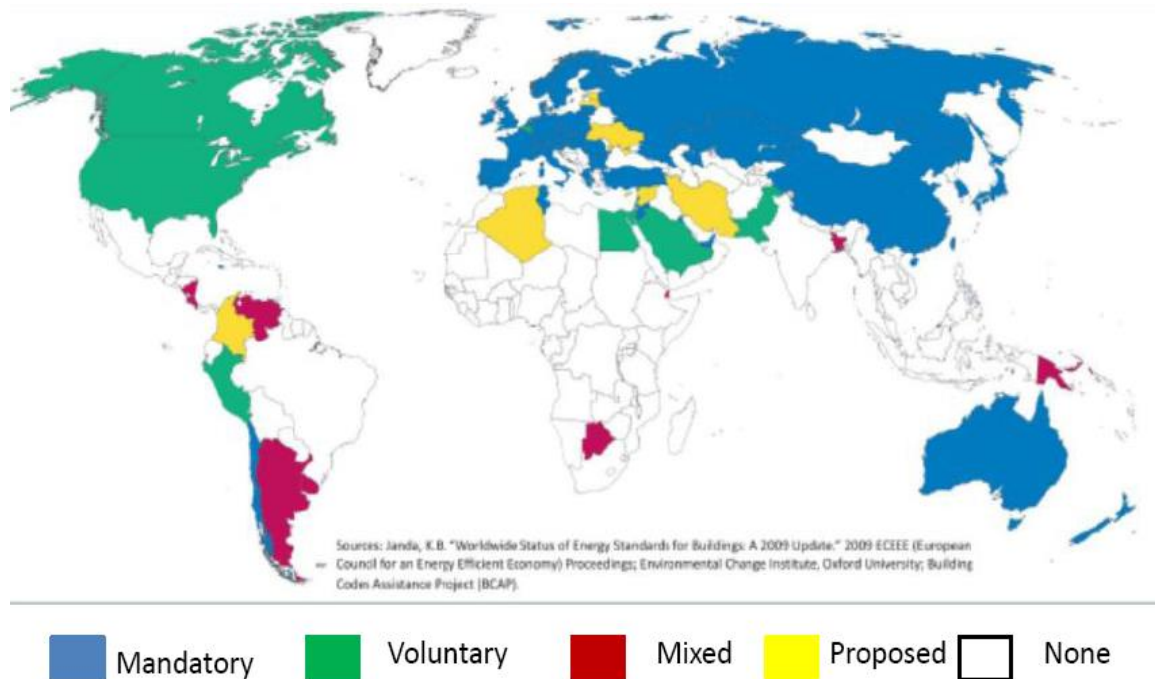 Sources: Janda, K.B. "Worldwide Status of Energy Standards for Buildings: A 2009 Update." 2009 ECEEE (European
Council for an Energy Efficient Economy) Proceedings; Environmental Change Institute, Oxford University; Building
Codes Assistance Project (BCAP).
Mandatory Voluntary Mixed Proposed None